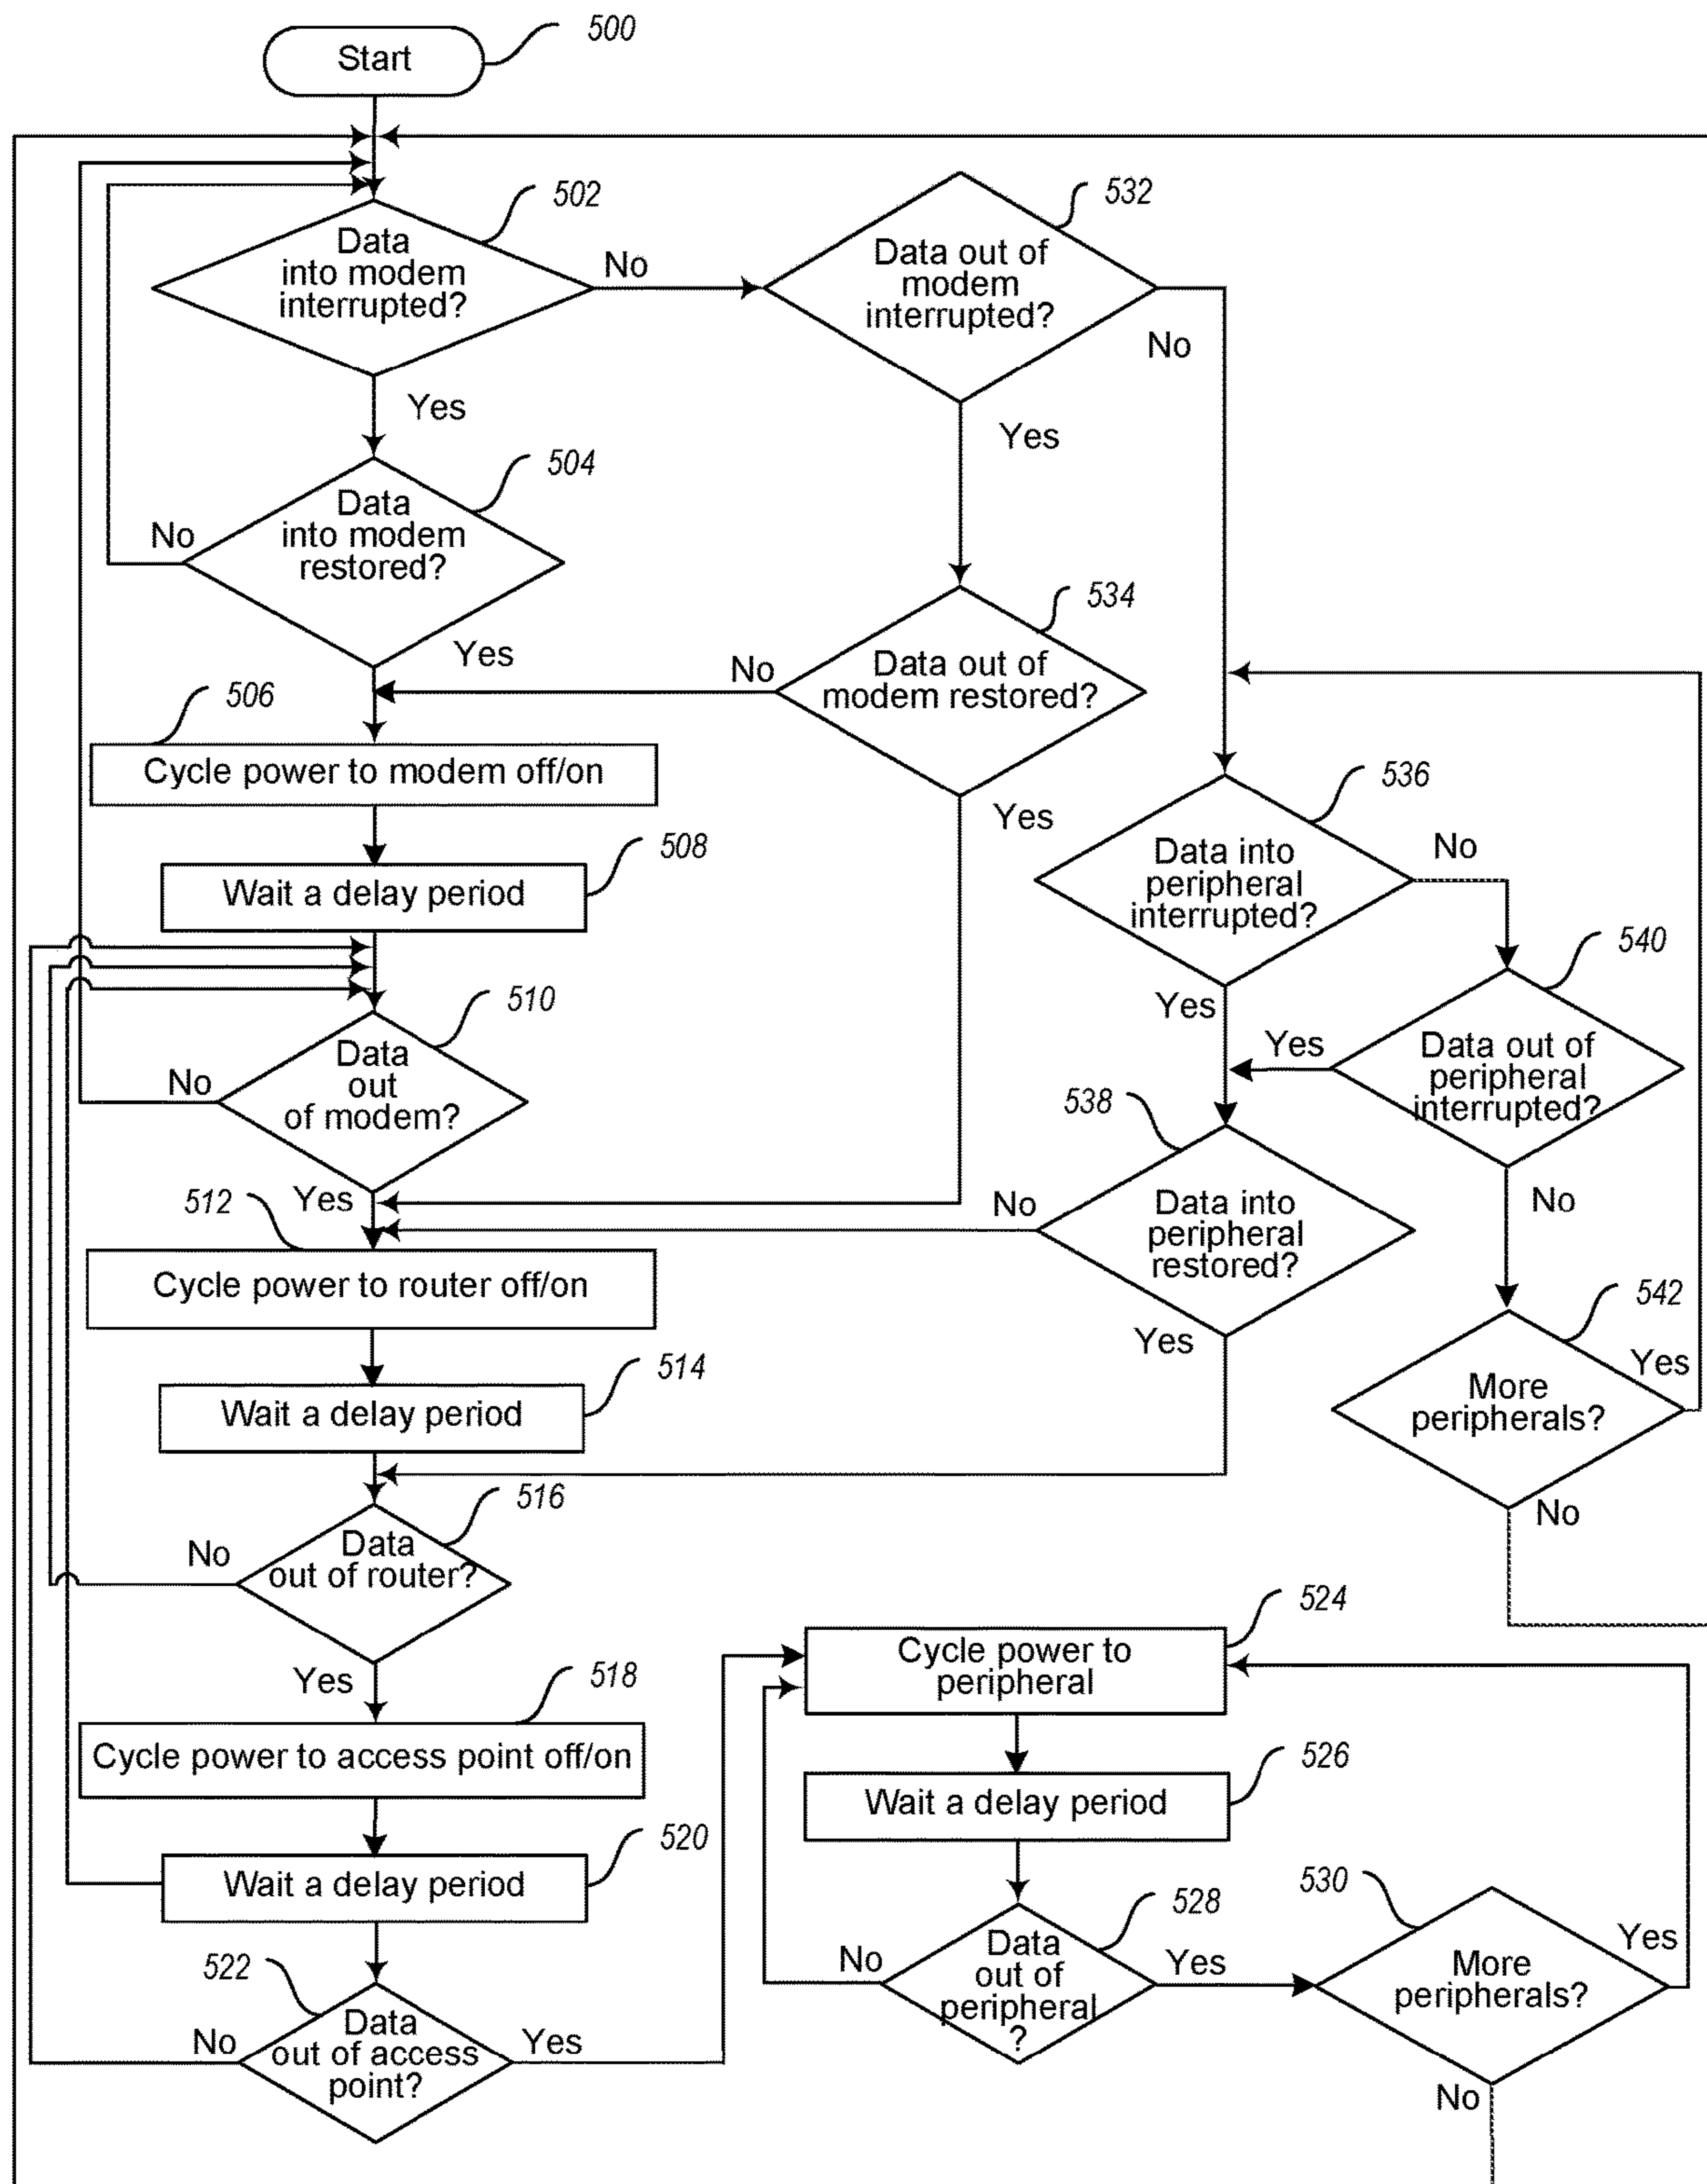 Start
500
502
Data
into modem
interrupted?
No
Yes
532
Data out of
modem
interrupted?
No
Yes
504
Data
into modem
restored?
No
Yes
534
Data out of
modem restored?
No
Yes
506
Cycle power to modem off/on
508
Wait a delay period
536
Data into
peripheral
interrupted?
No
Yes
540
Data out of
peripheral
interrupted?
Yes
No
510
Data
out
of modem?
No
Yes
538
Data into
peripheral
restored?
No
Yes
542
More
peripherals?
Yes
No
512
Cycle power to router off/on
514
Wait a delay period
516
Data
out of router?
No
Yes
518
Cycle power to access point off/on
520
Wait a delay period
522
Data
out of access
point?
No
Yes
524
Cycle power to
peripheral
526
Wait a delay period
528
Data
out of
peripheral
?
No
Yes
530
More
peripherals?
Yes
No